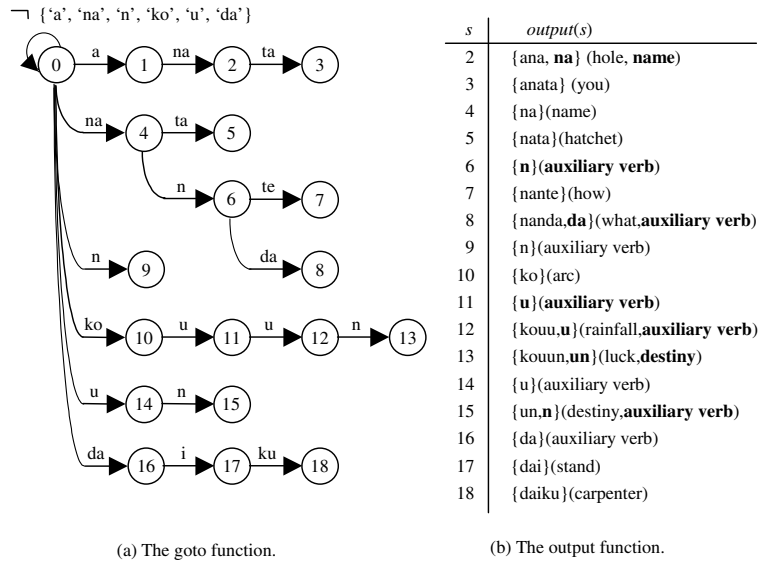 ¬ {‘a’, ‘na’, ‘n’, ‘ko’, ‘u’, ‘da’}
0 a 1 na 2 ta 3
na 4 ta 5
n 6 te 7
da 8
n 9
ko 10 u 11 u 12 n 13
u 14 n 15
da 16 i 17 ku 18
(a) The goto function.
s output(s)
2 {ana, na} (hole, name)
3 {anata} (you)
4 {na}(name)
5 {nata}(hatchet)
6 {n}(auxiliary verb)
7 {nante}(how)
8 {nanda,da}(what,auxiliary verb)
9 {n}(auxiliary verb)
10 {ko}(arc)
11 {u}(auxiliary verb)
12 {kouu,u}(rainfall,auxiliary verb)
13 {kouun,un}(luck,destiny)
14 {u}(auxiliary verb)
15 {un,n}(destiny,auxiliary verb)
16 {da}(auxiliary verb)
17 {dai}(stand)
18 {daiku}(carpenter)
(b) The output function.